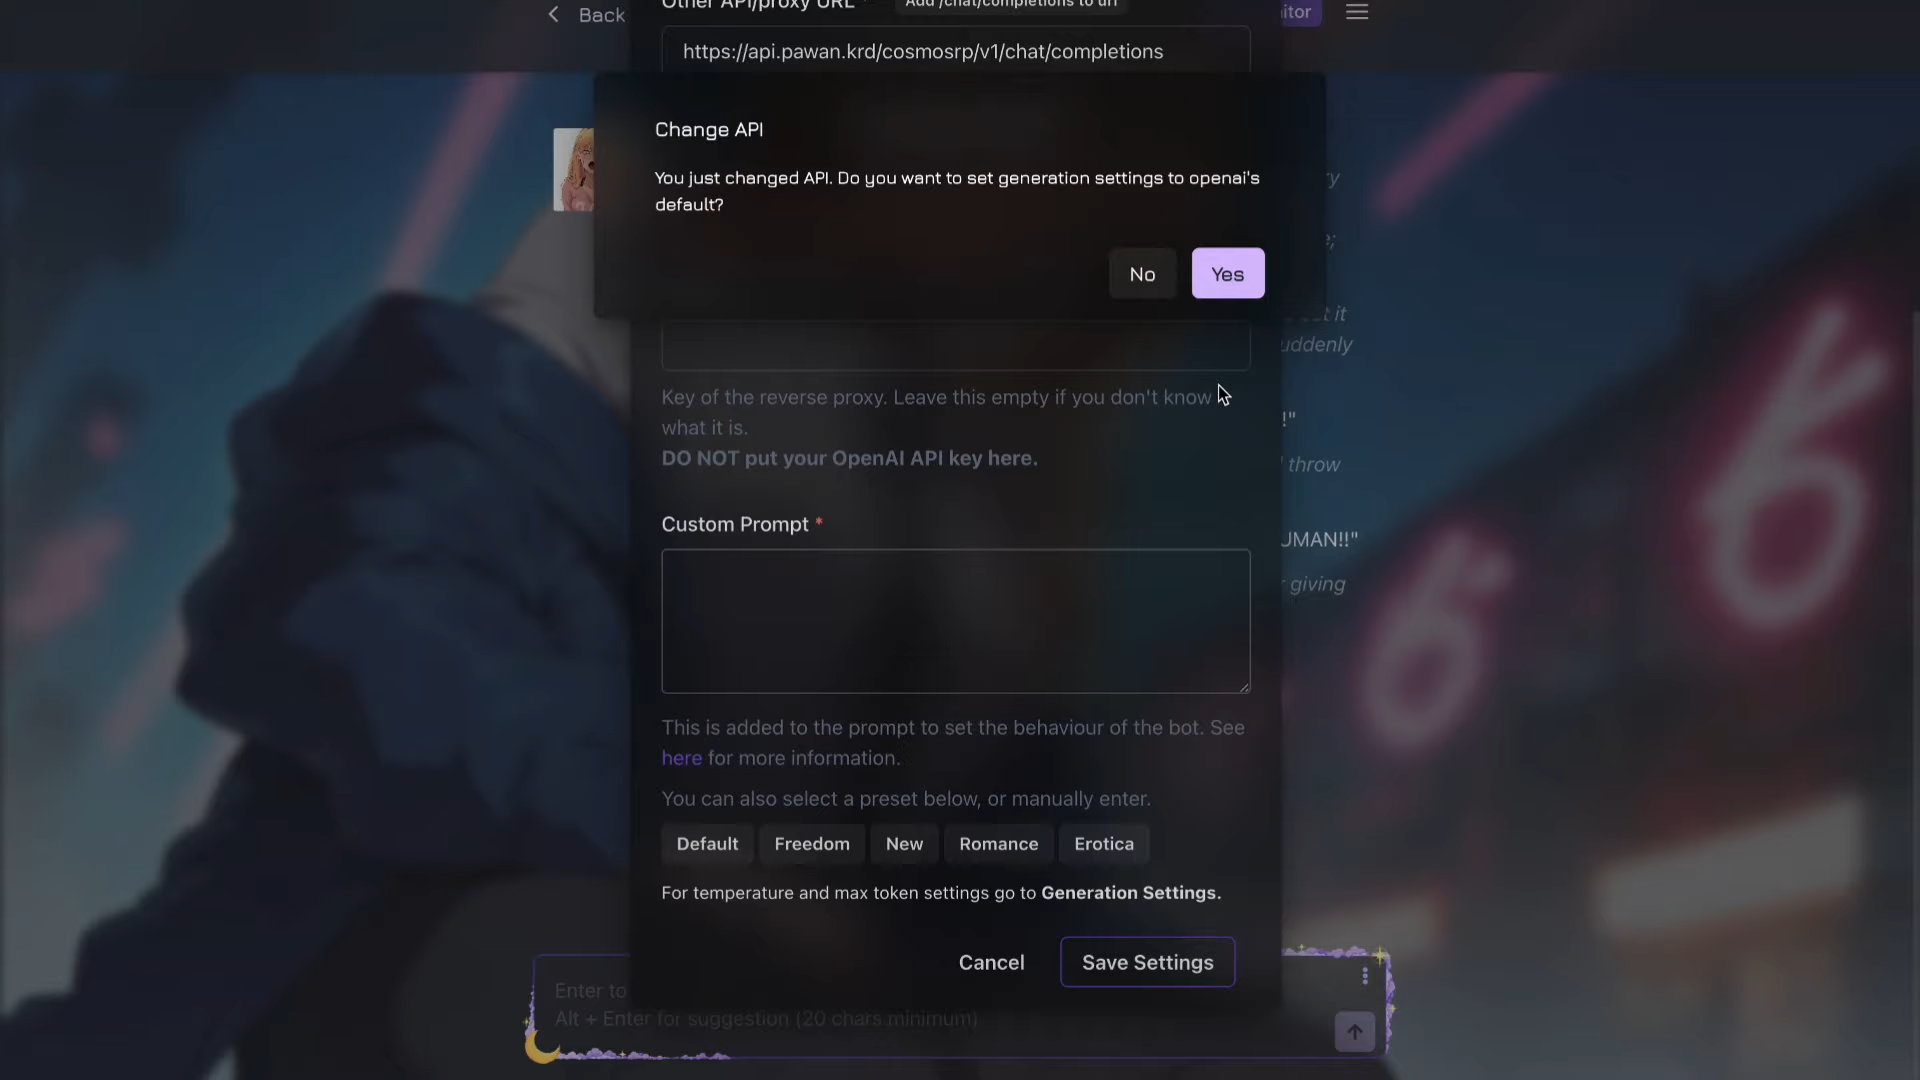 Back
Other API/proxy URL
Add /chat/completions to url
itor
https://api.pawan.krd/cosmosrp/v1/chat/completions
Change API
You just changed API. Do you want to set generation settings to openai's
default?
No
Yes
ry
e;
it
uddenly
Key of the reverse proxy. Leave this empty if you don't know
what it is.
!"
DO NOT put your OpenAI API key here.
throw
Custom Prompt *
UMAN!!"
giving
This is added to the prompt to set the behaviour of the bot. See
here for more information.
You can also select a preset below, or manually enter.
Default
Freedom
New
Romance
Erotica
For temperature and max token settings go to Generation Settings.
Cancel
Save Settings
Enter to
Alt + Enter for suggestion (20 chars minimum)